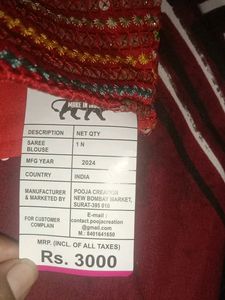 MAKE IN INDIA
DESCRIPTION NET QTY
SAREE 1 N
BLOUSE
MFG YEAR 2024
COUNTRY INDIA
MANUFACTURER & MARKETED BY POOJA CREATION
NEW BOMBAY MARKET,
SURAT-395 010
FOR CUSTOMER COMPLAIN E-mail :
contact.poojacreation
@gmail.com
M.: 8401641650
MRP. (INCL. OF ALL TAXES)
Rs. 3000